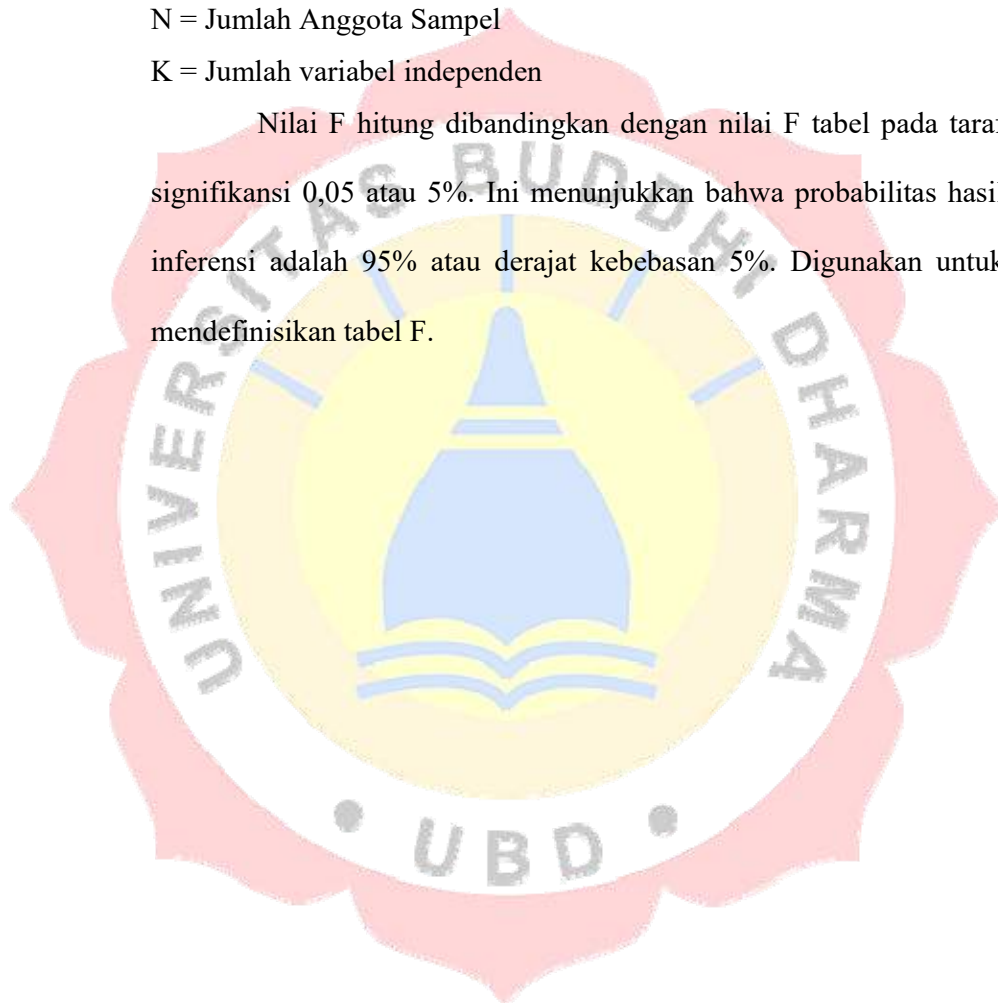 N = Jumlah Anggota Sampel
K = Jumlah variabel independen
Nilai F hitung dibandingkan dengan nilai F tabel pada taraf
signifikansi 0,05 atau 5%. Ini menunjukkan bahwa probabilitas hasil
inferensi adalah 95% atau derajat kebebasan 5%. Digunakan untuk
mendefinisikan tabel F.
UNIVERSITAS BUDDHI DHARMA
• UBD •